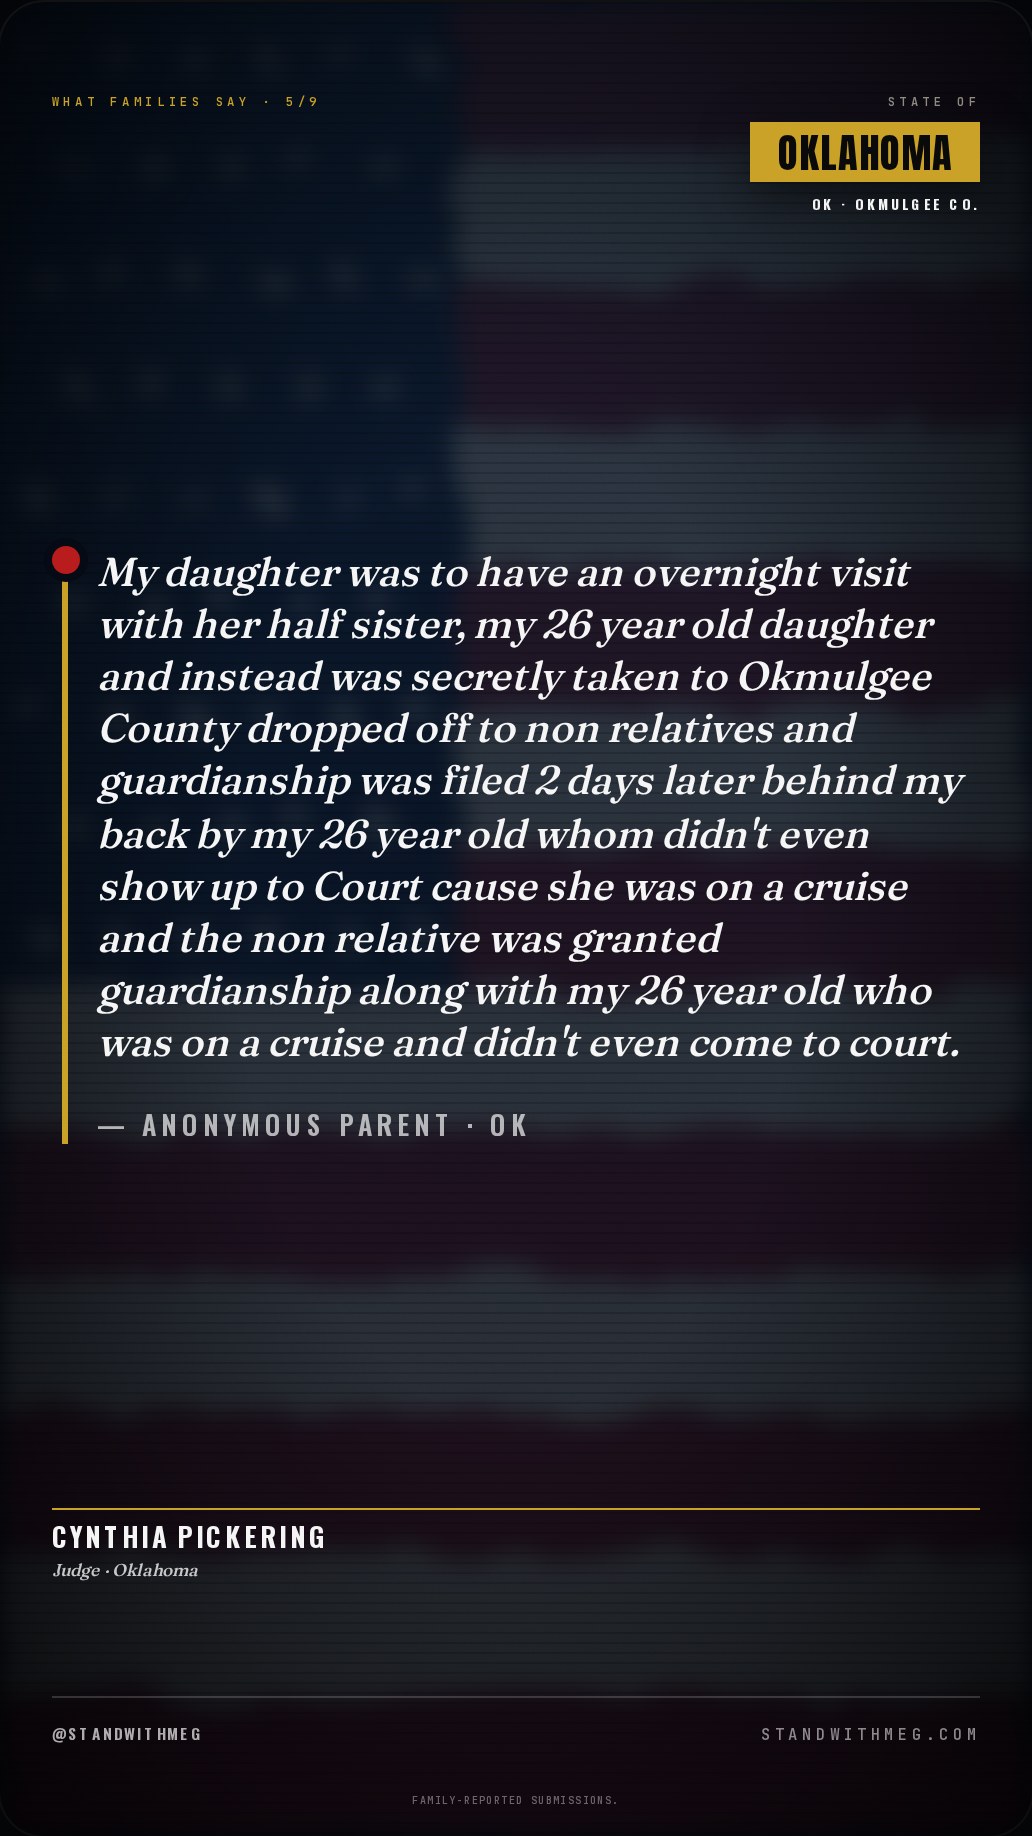 WHAT FAMILIES SAY · 5/9
STATE OF
OKLAHOMA
OK · OKMULGEE CO.
My daughter was to have an overnight visit
with her half sister, my 26 year old daughter
and instead was secretly taken to Okmulgee
County dropped off to non relatives and
guardianship was filed 2 days later behind my
back by my 26 year old whom didn't even
show up to Court cause she was on a cruise
and the non relative was granted
guardianship along with my 26 year old who
was on a cruise and didn't even come to court.
— ANONYMOUS PARENT · OK
CYNTHIA PICKERING
Judge · Oklahoma
@STANDWITHMEG
STANDWITHMEG.COM
FAMILY-REPORTED SUBMISSIONS.